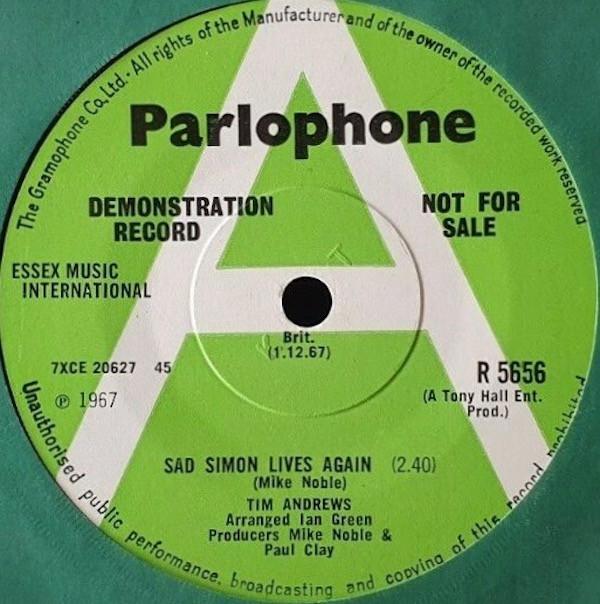 The Gramophone Co. Ltd. · All rights of the Manufacturer and of the owner of the recorded work reserved
A
Parlophone
DEMONSTRATION
RECORD
NOT FOR
SALE
ESSEX MUSIC
INTERNATIONAL
Brit.
(1.12.67)
7XCE 20627 45
℗ 1967
R 5656
(A Tony Hall Ent.
Prod.)
SAD SIMON LIVES AGAIN (2.40)
(Mike Noble)
TIM ANDREWS
Arranged Ian Green
Producers Mike Noble &
Paul Clay
Unauthorised public performance, broadcasting and copying of this record prohibited